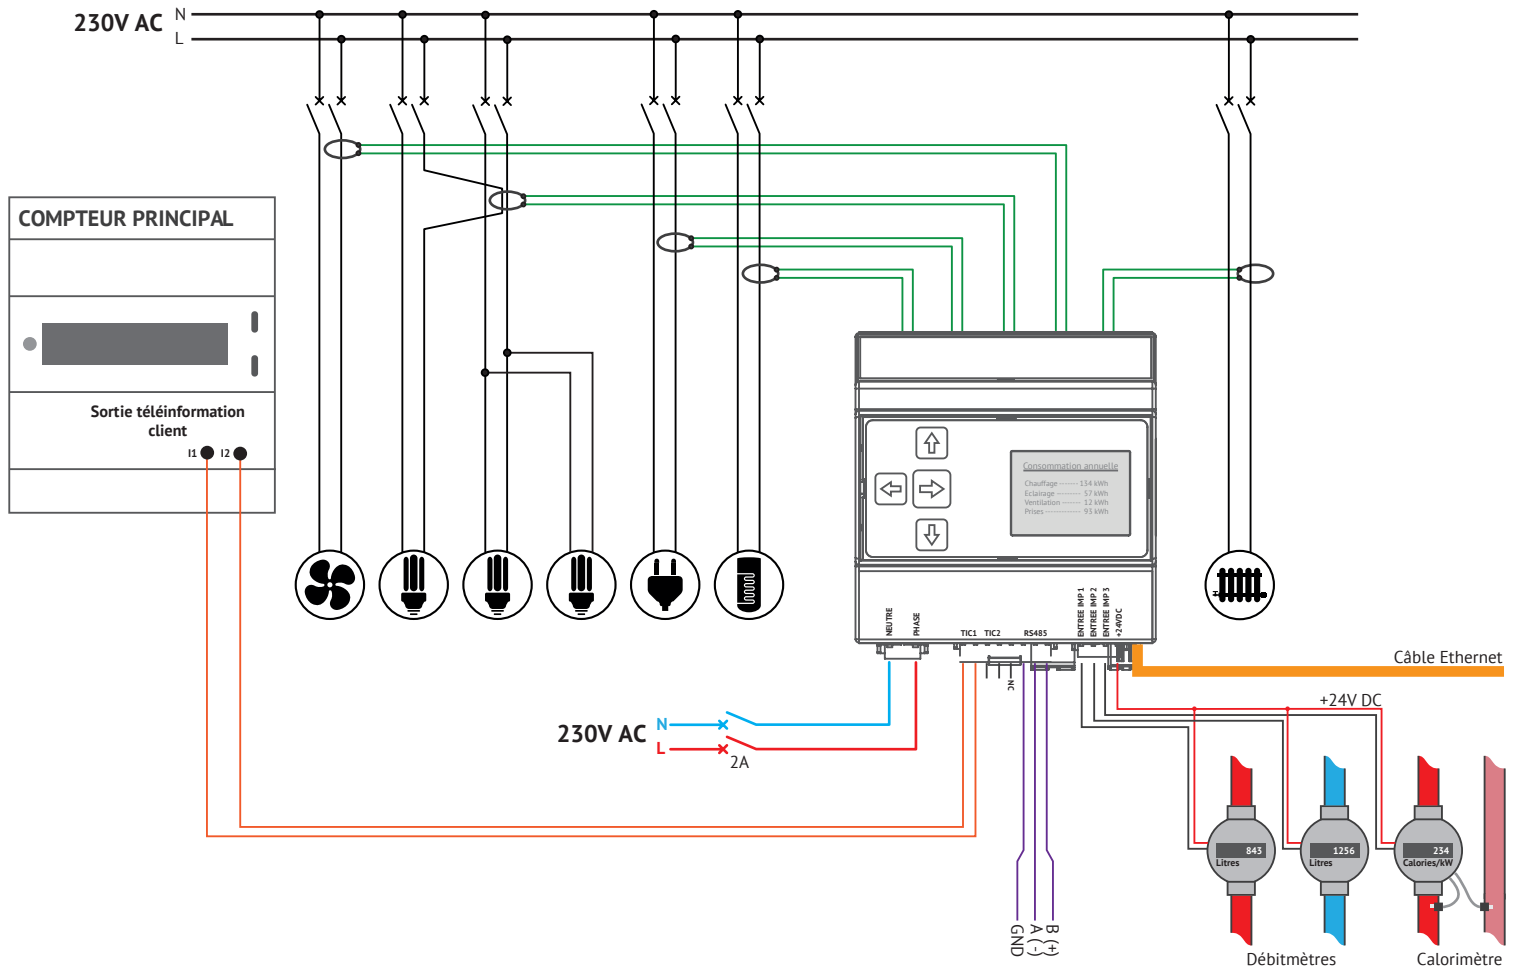 230V AC
N
L
COMPTEUR PRINCIPAL
Sortie téléinformation
client
I1
I2
Consommation annuelle
Chauffage ------ 134 kWh
Eclairage -------- 57 kWh
Ventilation ------ 12 kWh
Prises ------------ 93 kWh
NEUTRE
PHASE
TIC1
TIC2
RS485
ENTREE IMP 1
ENTREE IMP 2
ENTREE IMP 3
+24VDC
NC
Câble Ethernet
+24V DC
230V AC
N
L
2A
GND
A (-)
B (+)
843
Litres
1256
Litres
234
Calories/kW
Débitmètres
Calorimètre